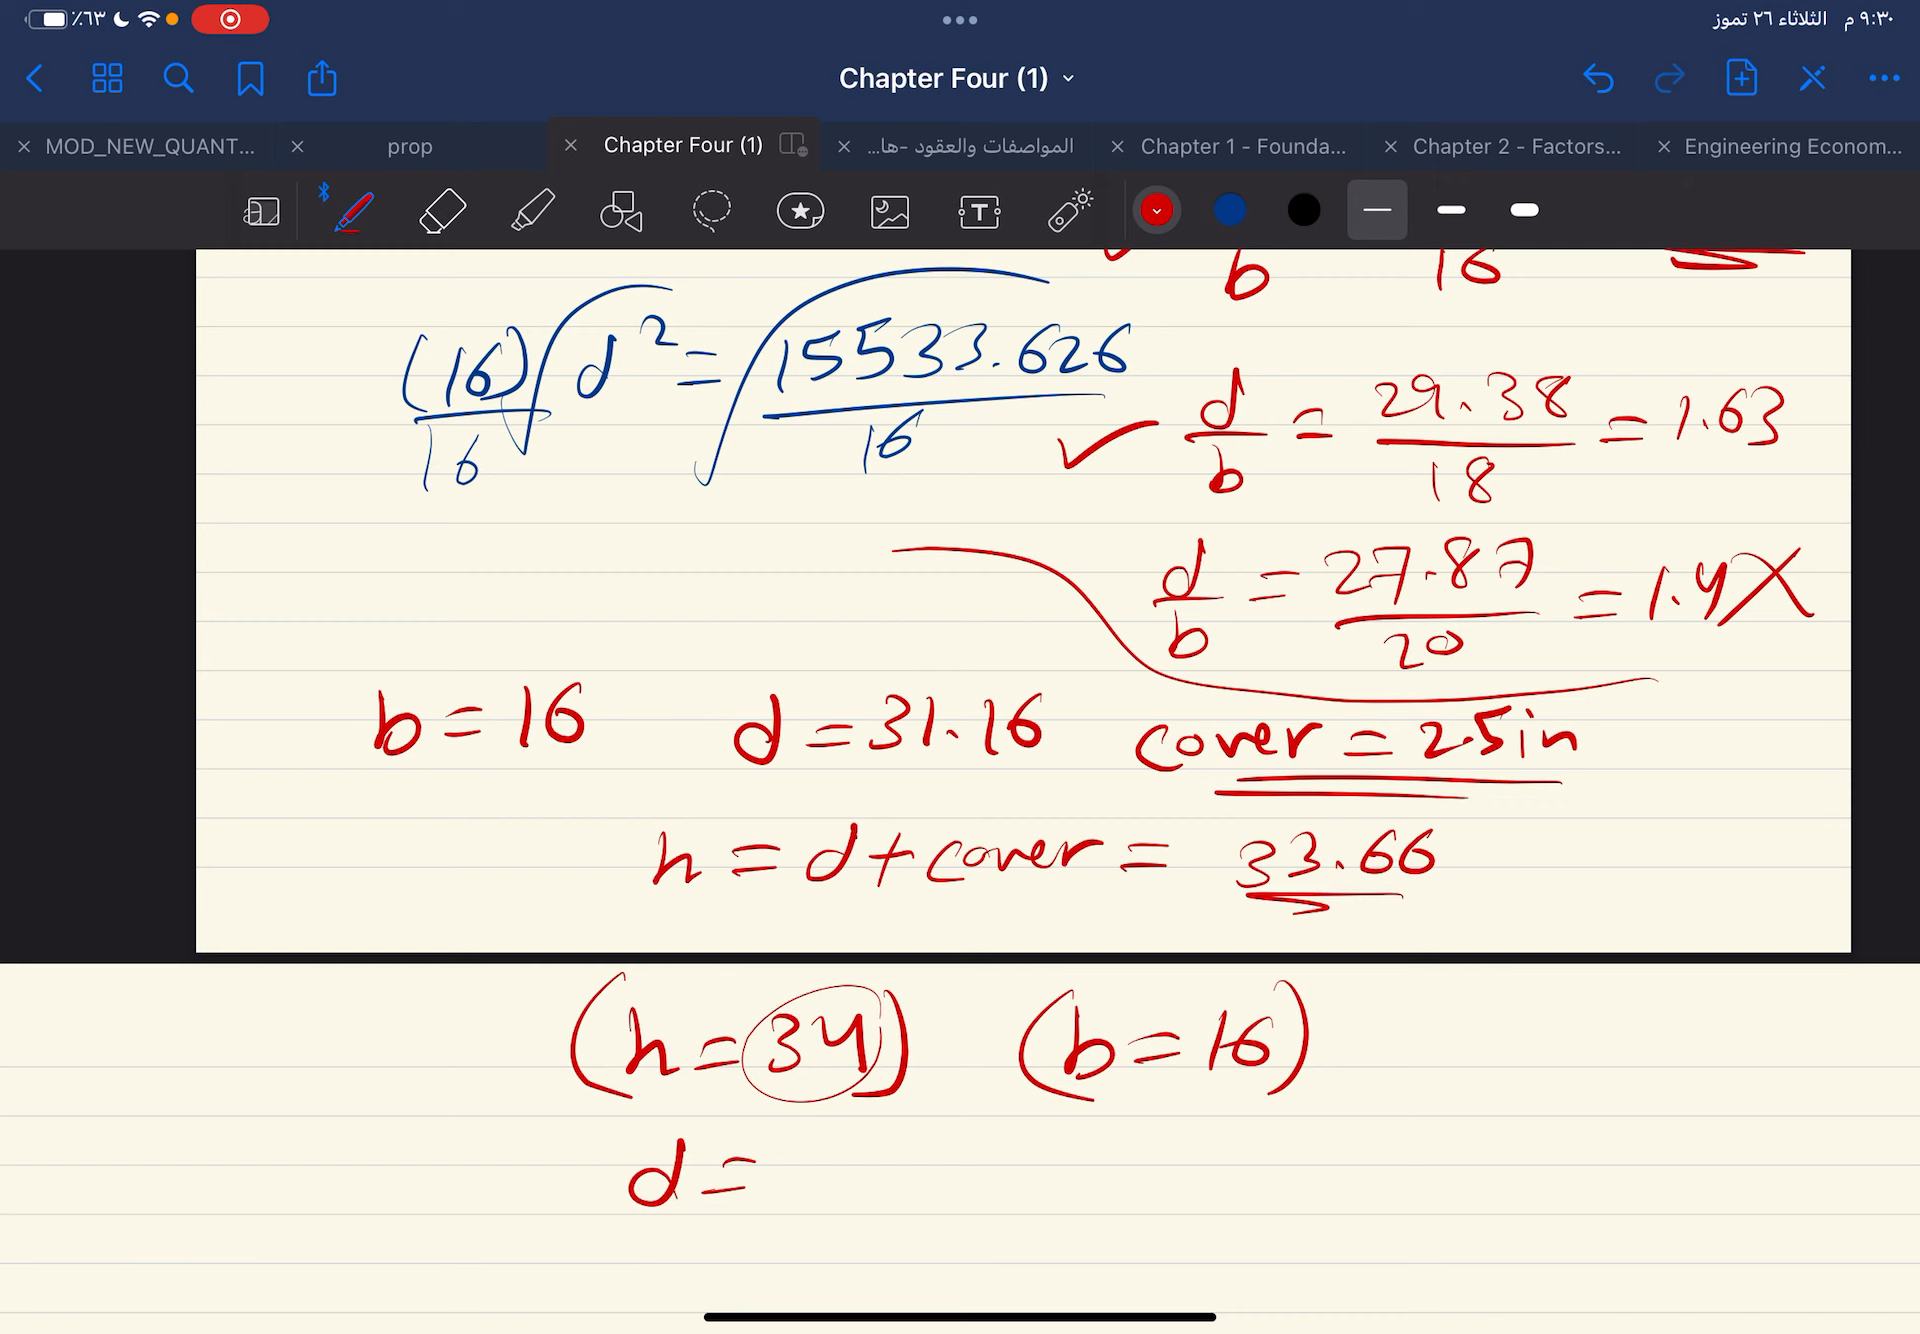 ٪٦٣
٩:٣٠ م الثلاثاء ٢٦ تموز
Chapter Four (1)
MOD_NEW_QUANT...
prop
Chapter Four (1)
المواصفات والعقود -ها...
Chapter 1 - Founda...
Chapter 2 - Factors...
Engineering Econom...
T
b 16
(16)/16 √d² = √15533.626/16
✓ d/b = 29.38/18 = 1.63
d/b = 27.87/20 = 1.4 X
b = 16 d = 31.16 cover = 2.5in
h = d + cover = 33.66
(h = 34) (b = 16)
d =